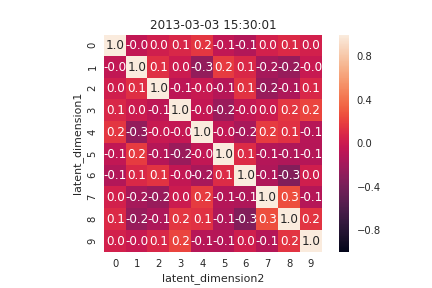 2013-03-03 15:30:01
latent_dimension1
0 1.0 -0.0 0.0 0.1 0.2 -0.1 -0.1 0.0 0.1 0.0
1 -0.0 1.0 0.1 0.0 -0.3 0.2 0.1 -0.2 -0.2 -0.0
2 0.0 0.1 1.0 -0.1 -0.0 -0.1 0.1 -0.2 -0.1 0.1
3 0.1 0.0 -0.1 1.0 -0.0 -0.2 -0.0 0.0 0.2 0.2
4 0.2 -0.3 -0.0 -0.0 1.0 -0.0 -0.2 0.2 0.1 -0.1
5 -0.1 0.2 -0.1 -0.2 -0.0 1.0 0.1 -0.1 -0.1 -0.1
6 -0.1 0.1 0.1 -0.0 -0.2 0.1 1.0 -0.1 -0.3 0.0
7 0.0 -0.2 -0.2 0.0 0.2 -0.1 -0.1 1.0 0.3 -0.1
8 0.1 -0.2 -0.1 0.2 0.1 -0.1 -0.3 0.3 1.0 0.2
9 0.0 -0.0 0.1 0.2 -0.1 -0.1 0.0 -0.1 0.2 1.0
0 1 2 3 4 5 6 7 8 9
latent_dimension2
0.8
0.4
0.0
-0.4
-0.8